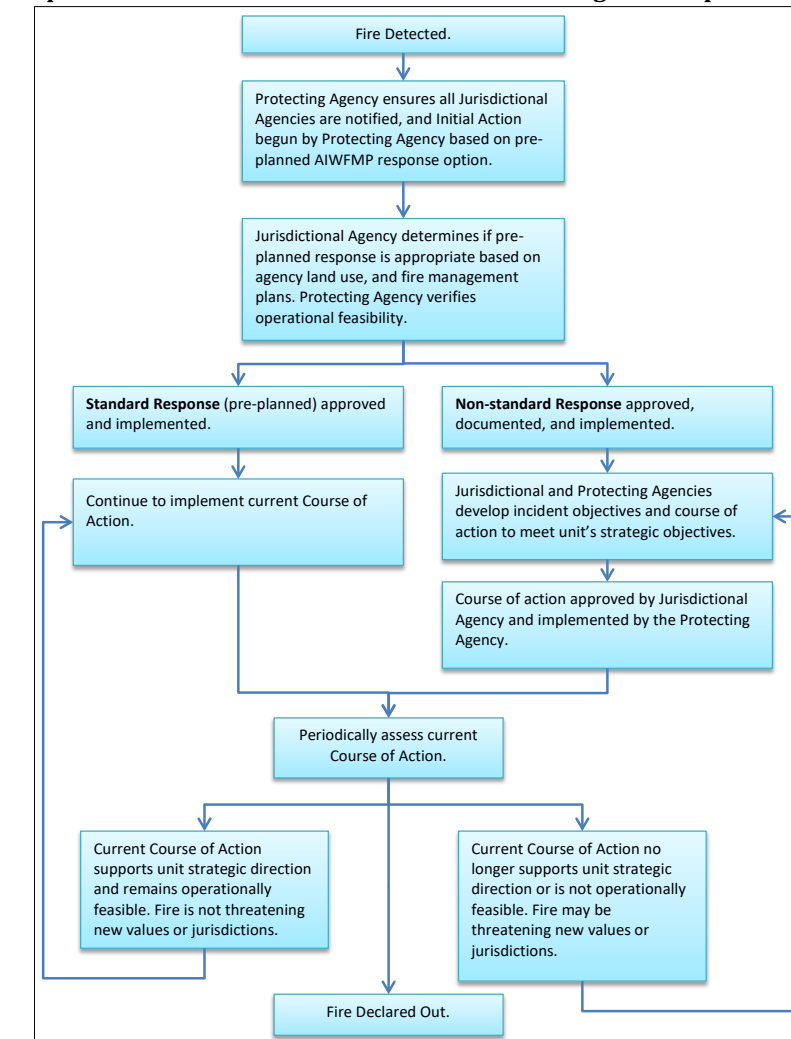 Fire Detected.
Protecting Agency ensures all Jurisdictional
Agencies are notified, and Initial Action
begun by Protecting Agency based on pre-
planned AIWFMP response option.
Jurisdictional Agency determines if pre-
planned response is appropriate based on
agency land use, and fire management
plans. Protecting Agency verifies
operational feasibility.
Standard Response (pre-planned) approved
and implemented.
Non-standard Response approved,
documented, and implemented.
Continue to implement current Course of
Action.
Jurisdictional and Protecting Agencies
develop incident objectives and course of
action to meet unit’s strategic objectives.
Course of action approved by Jurisdictional
Agency and implemented by the Protecting
Agency.
Periodically assess current
Course of Action.
Current Course of Action
supports unit strategic direction
and remains operationally
feasible. Fire is not threatening
new values or jurisdictions.
Current Course of Action no
longer supports unit strategic
direction or is not operationally
feasible. Fire may be
threatening new values or
jurisdictions.
Fire Declared Out.